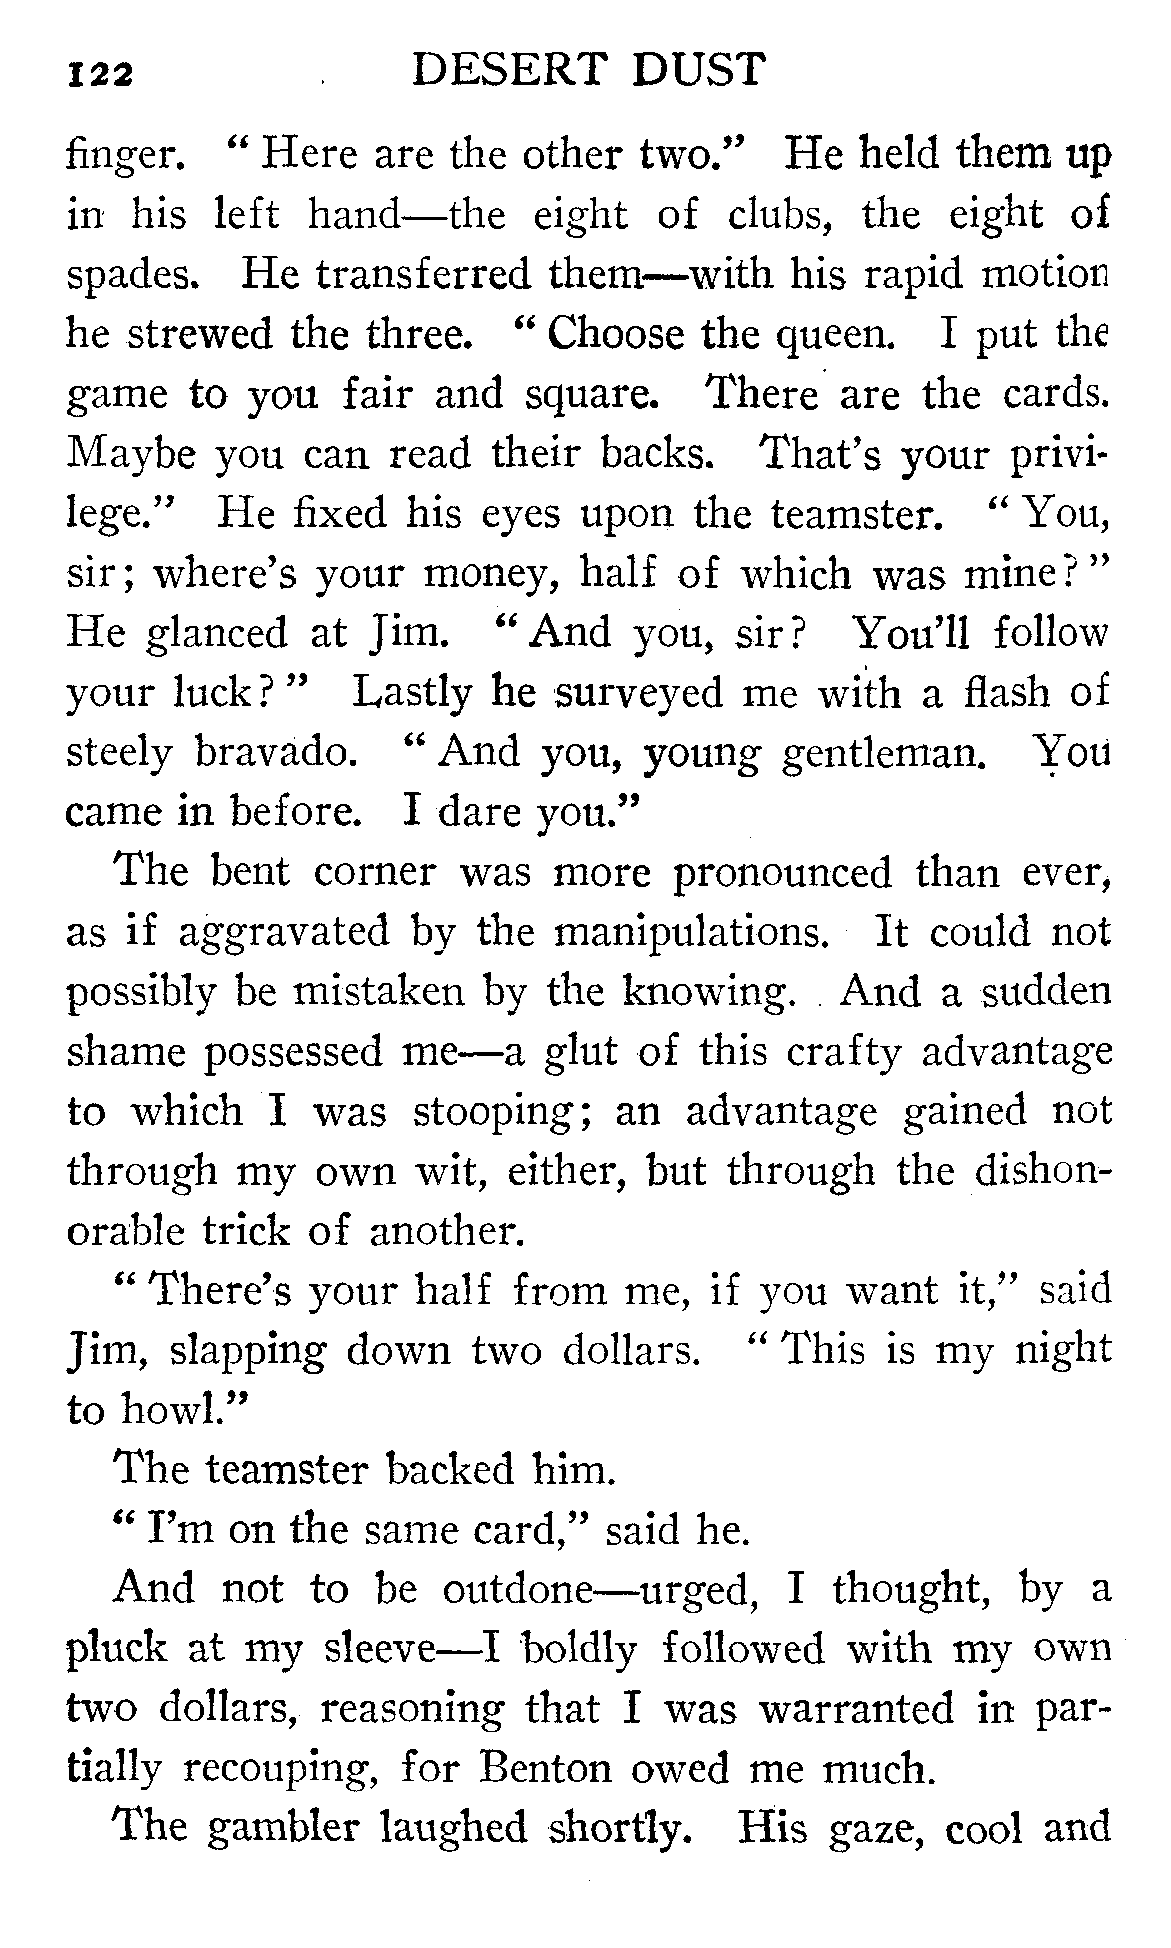 122 DESERT DUST
finger. “Here are the other two.” He held them up
in his left hand—the eight of clubs, the eight of
spades. He transferred them—with his rapid motion
he strewed the three. “Choose the queen. I put the
game to you fair and square. There are the cards.
Maybe you can read their backs. That’s your privi-
lege.” He fixed his eyes upon the teamster. “You,
sir; where’s your money, half of which was mine?”
He glanced at Jim. “And you, sir? You’ll follow
your luck?” Lastly he surveyed me with a flash of
steely bravado. “And you, young gentleman. You
came in before. I dare you.”
The bent corner was more pronounced than ever,
as if aggravated by the manipulations. It could not
possibly be mistaken by the knowing. And a sudden
shame possessed me—a glut of this crafty advantage
to which I was stooping; an advantage gained not
through my own wit, either, but through the dishon-
orable trick of another.
“There’s your half from me, if you want it,” said
Jim, slapping down two dollars. “This is my night
to howl.”
The teamster backed him.
“I’m on the same card,” said he.
And not to be outdone—urged, I thought, by a
pluck at my sleeve—I boldly followed with my own
two dollars, reasoning that I was warranted in par-
tially recouping, for Benton owed me much.
The gambler laughed shortly. His gaze, cool and